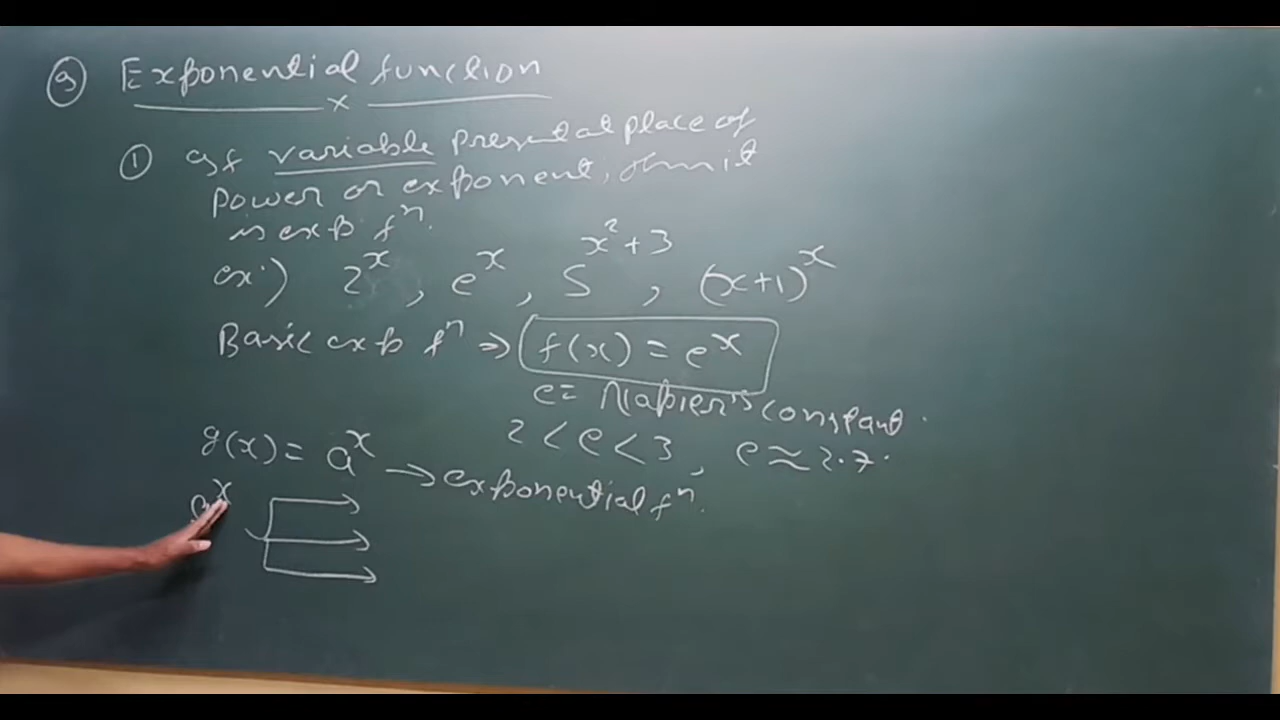 9 Exponential function
① If variable present at place of
power or exponent, then it
is exp fⁿ.
ex:) 2^x, e^x, 5^(x²+3), (x+1)^x
Basic exp fⁿ ⇒ f(x) = e^x
e = Napier's constant.
2 < e < 3, e ≈ 2.7.
g(x) = a^x → exponential fⁿ.
a^x